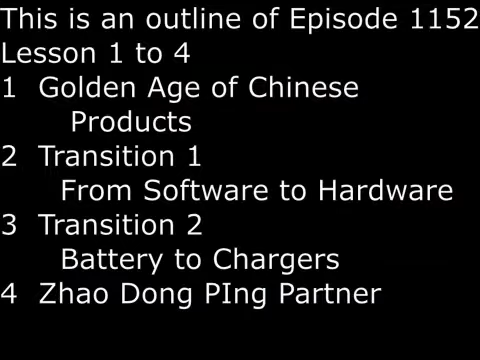 This is an outline of Episode 1152
Lesson 1 to 4
1 Golden Age of Chinese
Products
2 Transition 1
From Software to Hardware
3 Transition 2
Battery to Chargers
4 Zhao Dong PIng Partner